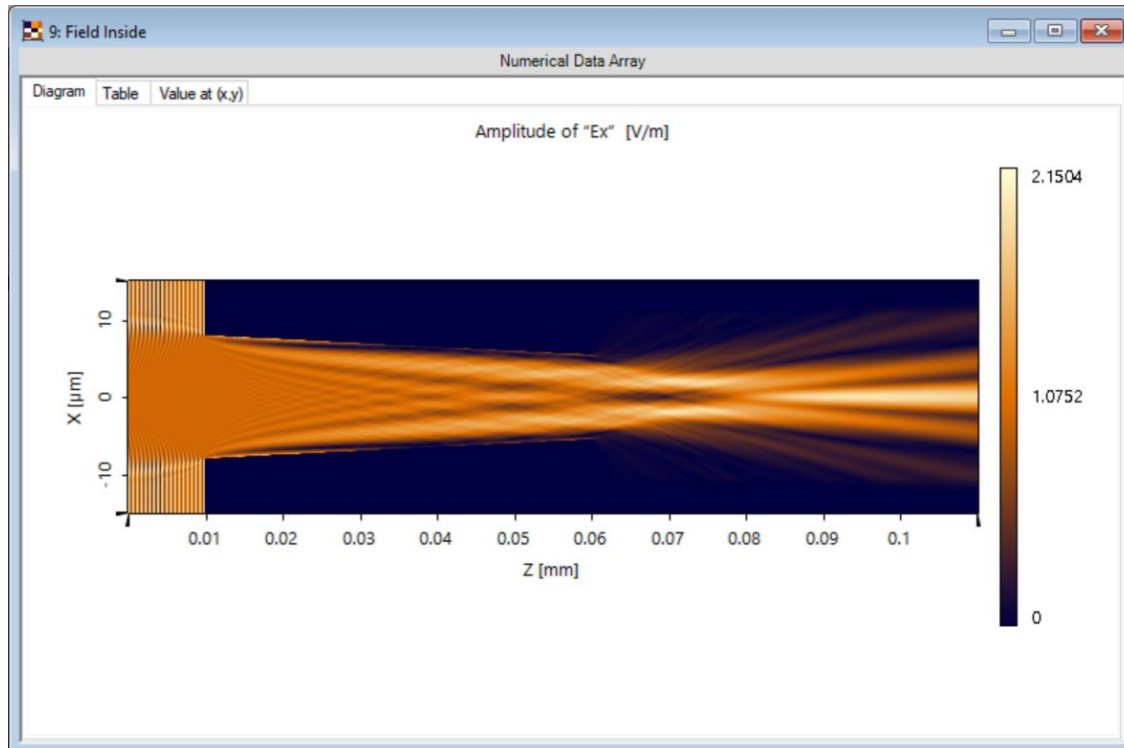 9: Field Inside
Numerical Data Array
Diagram Table Value at (x,y)
Amplitude of "Ex" [V/m]
2.1504
1.0752
0
10
0
-10
X [µm]
0.01 0.02 0.03 0.04 0.05 0.06 0.07 0.08 0.09 0.1
Z [mm]